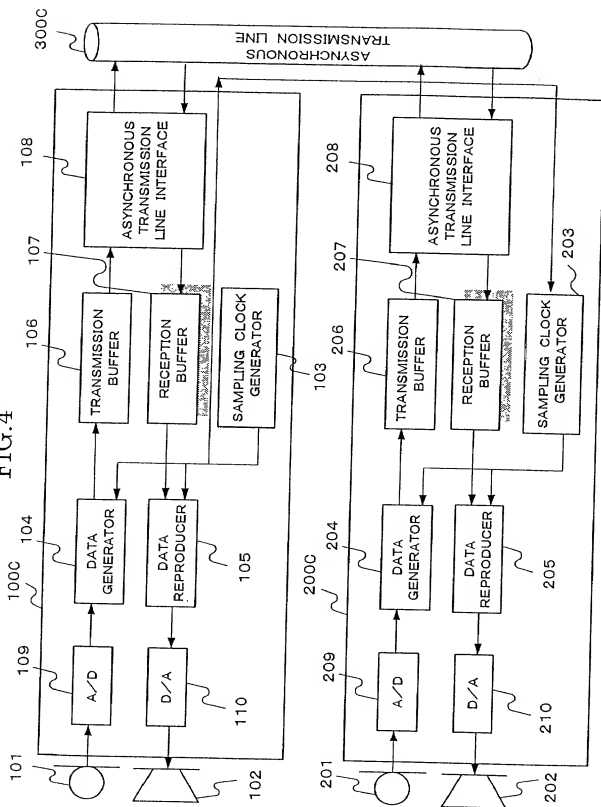 FIG.4
100C
101
109
A/D
104
DATA
GENERATOR
106
TRANSMISSION
BUFFER
107
108
ASYNCHRONOUS
TRANSMISSION
LINE INTERFACE
300C
ASYNCHRONOUS
TRANSMISSION LINE
102
D/A
110
DATA
REPRODUCER
105
RECEPTION
BUFFER
SAMPLING CLOCK
GENERATOR
103
200C
201
209
A/D
204
DATA
GENERATOR
206
TRANSMISSION
BUFFER
207
208
ASYNCHRONOUS
TRANSMISSION
LINE INTERFACE
202
D/A
210
DATA
REPRODUCER
205
RECEPTION
BUFFER
203
SAMPLING CLOCK
GENERATOR